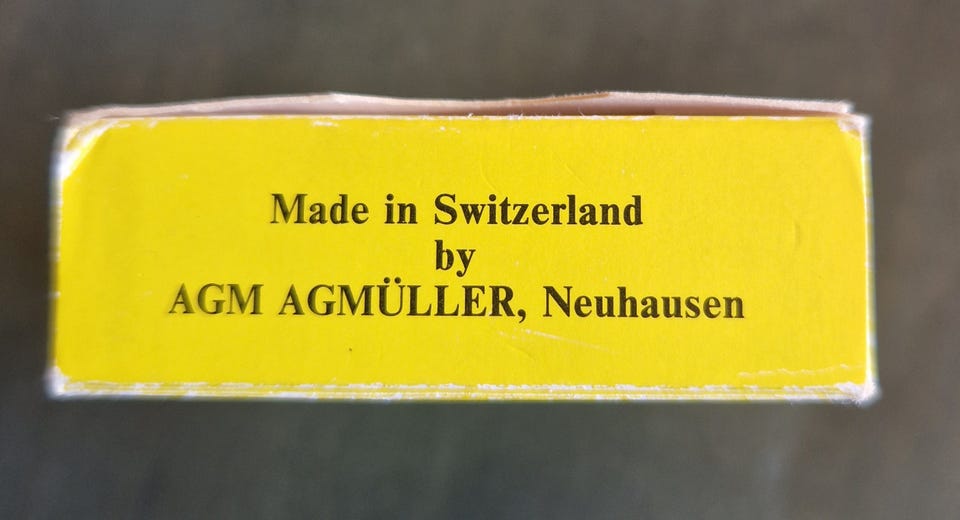 Made in Switzerland
by
AGM AGMÜLLER, Neuhausen